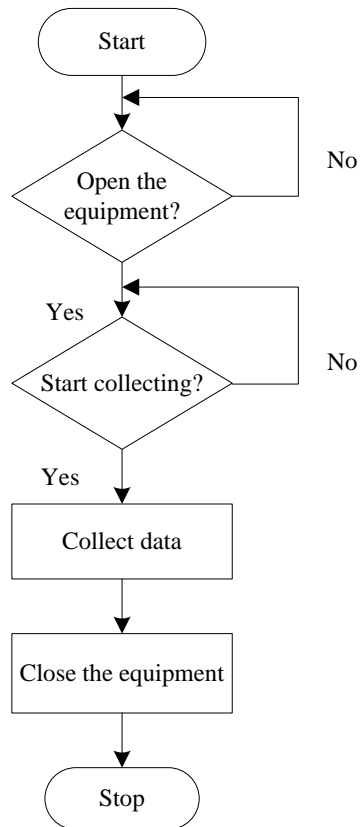 Start
No
Open the
equipment?
Yes
No
Start collecting?
Yes
Collect data
Close the equipment
Stop